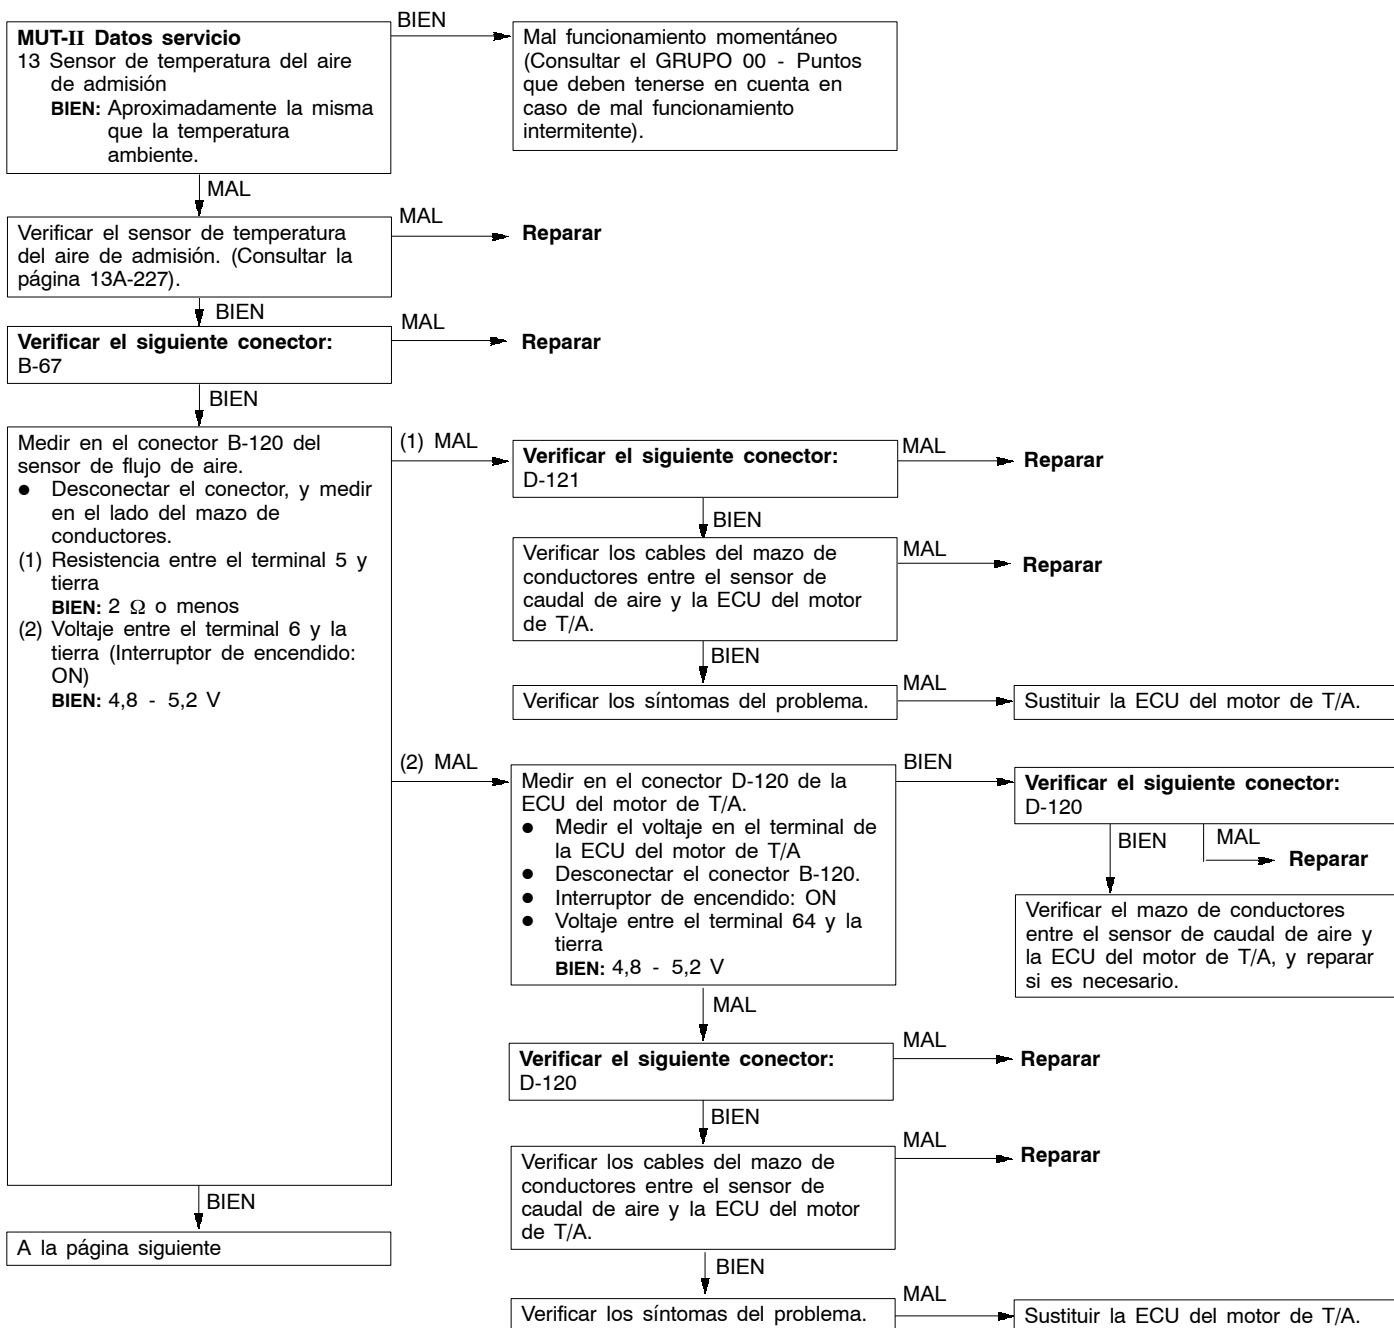 MUT-II Datos servicio
13 Sensor de temperatura del aire
de admisión
BIEN: Aproximadamente la misma
que la temperatura
ambiente.
BIEN
Mal funcionamiento momentáneo
(Consultar el GRUPO 00 - Puntos
que deben tenerse en cuenta en
caso de mal funcionamiento
intermitente).
MAL
Verificar el sensor de temperatura
del aire de admisión. (Consultar la
página 13A-227).
MAL
Reparar
BIEN
Verificar el siguiente conector:
B-67
MAL
Reparar
BIEN
Medir en el conector B-120 del
sensor de flujo de aire.
● Desconectar el conector, y medir
en el lado del mazo de
conductores.
(1) Resistencia entre el terminal 5 y
tierra
BIEN: 2 Ω o menos
(2) Voltaje entre el terminal 6 y la
tierra (Interruptor de encendido:
ON)
BIEN: 4,8 - 5,2 V
(1) MAL
Verificar el siguiente conector:
D-121
MAL
Reparar
BIEN
Verificar los cables del mazo de
conductores entre el sensor de
caudal de aire y la ECU del motor
de T/A.
MAL
Reparar
BIEN
Verificar los síntomas del problema.
MAL
Sustituir la ECU del motor de T/A.
(2) MAL
Medir en el conector D-120 de la
ECU del motor de T/A.
● Medir el voltaje en el terminal de
la ECU del motor de T/A
● Desconectar el conector B-120.
● Interruptor de encendido: ON
● Voltaje entre el terminal 64 y la
tierra
BIEN: 4,8 - 5,2 V
BIEN
Verificar el siguiente conector:
D-120
BIEN
MAL
Reparar
Verificar el mazo de conductores
entre el sensor de caudal de aire y
la ECU del motor de T/A, y reparar
si es necesario.
MAL
Verificar el siguiente conector:
D-120
MAL
Reparar
BIEN
Verificar los cables del mazo de
conductores entre el sensor de
caudal de aire y la ECU del motor
de T/A.
MAL
Reparar
BIEN
Verificar los síntomas del problema.
MAL
Sustituir la ECU del motor de T/A.
BIEN
A la página siguiente